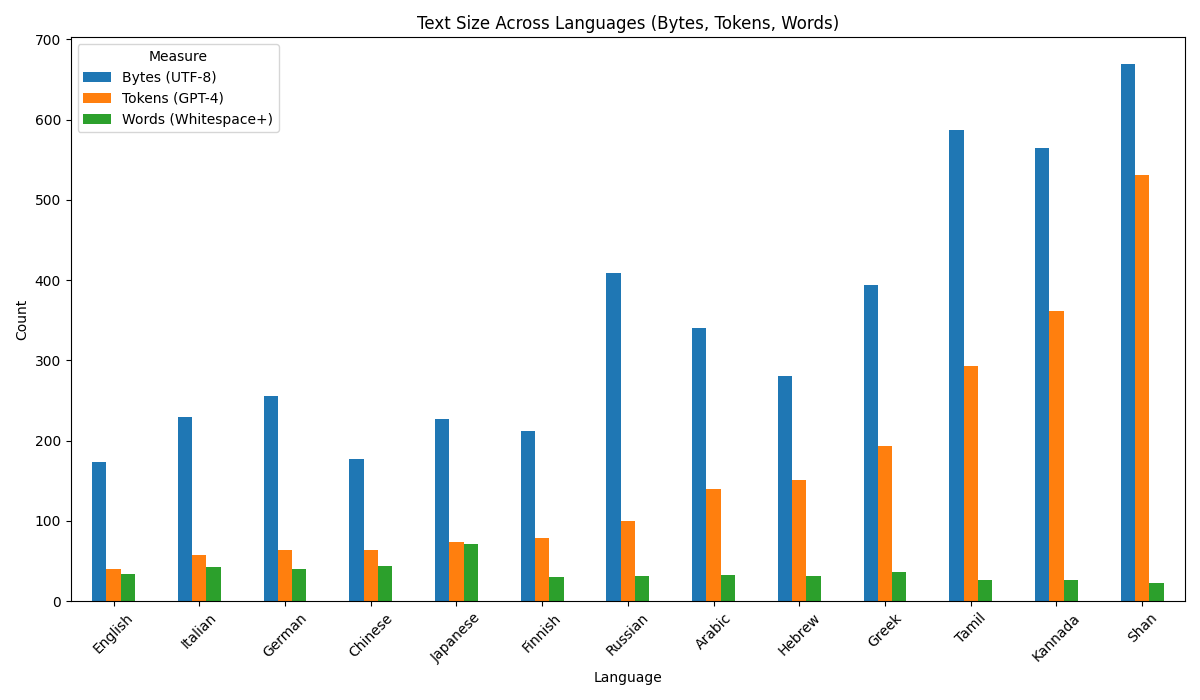 Text Size Across Languages (Bytes, Tokens, Words)
Measure
Bytes (UTF-8)
Tokens (GPT-4)
Words (Whitespace+)
700
600
500
400
300
200
100
0
Count
English
Italian
German
Chinese
Japanese
Finnish
Russian
Arabic
Hebrew
Greek
Tamil
Kannada
Shan
Language